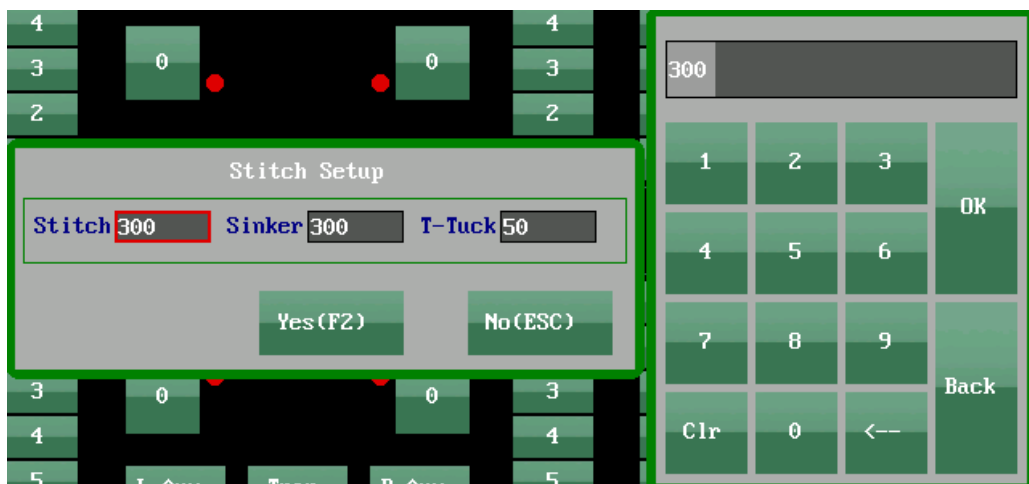 4 4
3 0 0 3
2 2
Stitch Setup
Stitch 300 Sinker 300 T-Tuck 50
Yes(F2) No(ESC)
3 0 0 3
4 4
5 5
300
1 2 3
OK
4 5 6
7 8 9
Back
Clr 0 <--